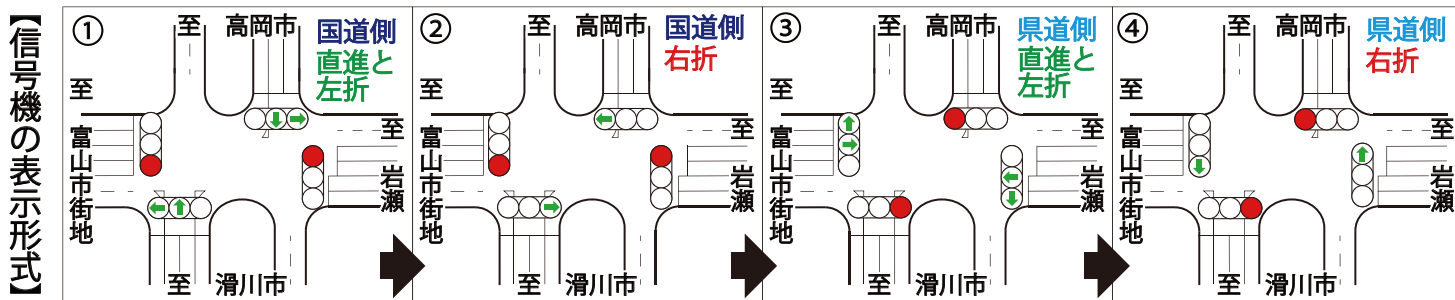 【信号機の表示形式】
①
至 高岡市
国道側
直進と
左折
至 富山市街地
至 岩瀬
至 滑川市
②
至 高岡市
国道側
右折
至 富山市街地
至 岩瀬
至 滑川市
③
至 高岡市
県道側
直進と
左折
至 富山市街地
至 岩瀬
至 滑川市
④
至 高岡市
県道側
右折
至 富山市街地
至 岩瀬
至 滑川市